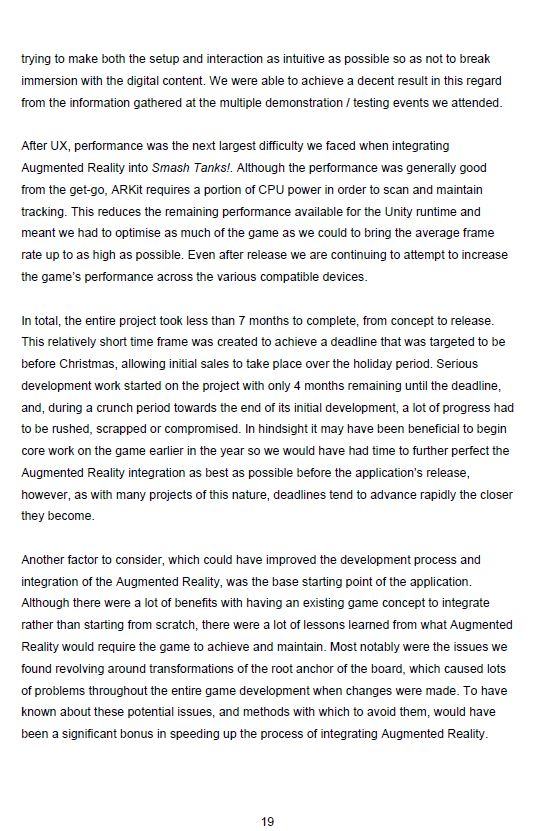 trying to make both the setup and interaction as intuitive as possible so as not to break
immersion with the digital content. We were able to achieve a decent result in this regard
from the information gathered at the multiple demonstration / testing events we attended.
After UX, performance was the next largest difficulty we faced when integrating
Augmented Reality into Smash Tanks!. Although the performance was generally good
from the get-go, ARKit requires a portion of CPU power in order to scan and maintain
tracking. This reduces the remaining performance available for the Unity runtime and
meant we had to optimise as much of the game as we could to bring the average frame
rate up to as high as possible. Even after release we are continuing to attempt to increase
the game's performance across the various compatible devices.
In total, the entire project took less than 7 months to complete, from concept to release.
This relatively short time frame was created to achieve a deadline that was targeted to be
before Christmas, allowing initial sales to take place over the holiday period. Serious
development work started on the project with only 4 months remaining until the deadline,
and, during a crunch period towards the end of its initial development, a lot of progress had
to be rushed, scrapped or compromised. In hindsight it may have been beneficial to begin
core work on the game earlier in the year so we would have had time to further perfect the
Augmented Reality integration as best as possible before the application's release,
however, as with many projects of this nature, deadlines tend to advance rapidly the closer
they become.
Another factor to consider, which could have improved the development process and
integration of the Augmented Reality, was the base starting point of the application.
Although there were a lot of benefits with having an existing game concept to integrate
rather than starting from scratch, there were a lot of lessons learned from what Augmented
Reality would require the game to achieve and maintain. Most notably were the issues we
found revolving around transformations of the root anchor of the board, which caused lots
of problems throughout the entire game development when changes were made. To have
known about these potential issues, and methods with which to avoid them, would have
been a significant bonus in speeding up the process of integrating Augmented Reality.
19